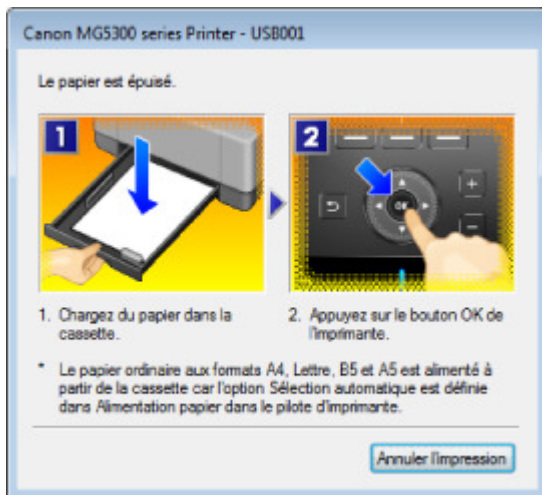 Canon MG5300 series Printer - USB001
Le papier est épuisé.
1
2
OK
+
−
1. Chargez du papier dans la
cassette.
2. Appuyez sur le bouton OK de
l'imprimante.
* Le papier ordinaire aux formats A4, Lettre, B5 et A5 est alimenté à
partir de la cassette car l'option Sélection automatique est définie
dans Alimentation papier dans le pilote d'imprimante.
Annuler l'impression